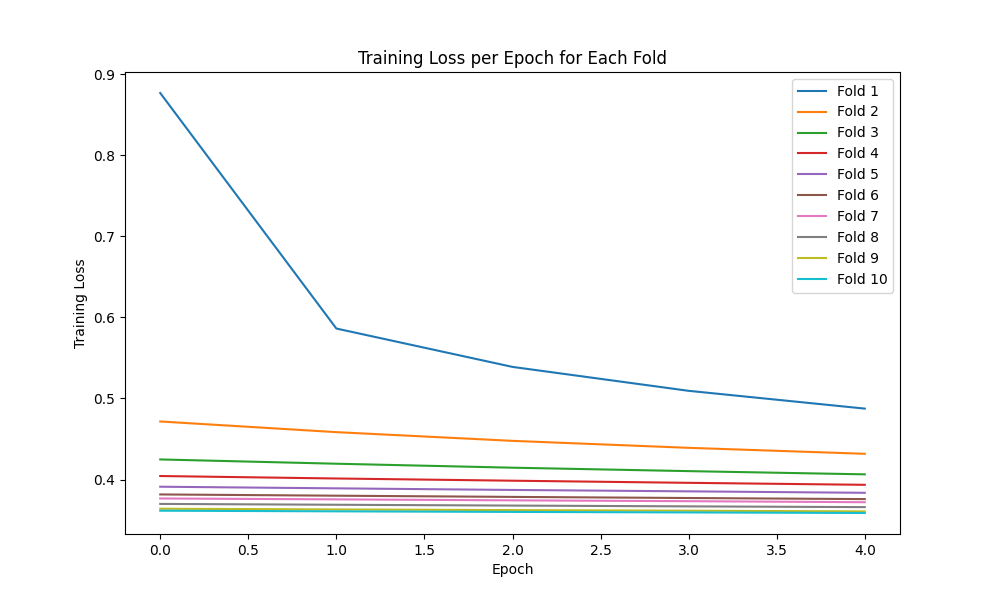 Training Loss per Epoch for Each Fold
0.9
0.8
0.7
0.6
0.5
0.4
Training Loss
Fold 1
Fold 2
Fold 3
Fold 4
Fold 5
Fold 6
Fold 7
Fold 8
Fold 9
Fold 10
0.0 0.5 1.0 1.5 2.0 2.5 3.0 3.5 4.0
Epoch